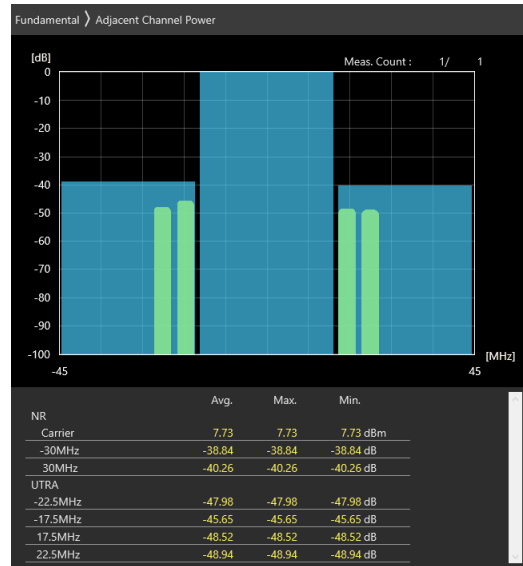 Fundamental ⟩ Adjacent Channel Power
[dB]
Meas. Count : 1/ 1
0
-10
-20
-30
-40
-50
-60
-70
-80
-90
-100
[MHz]
-45 45
Avg. Max. Min.
NR
Carrier 7.73 7.73 7.73 dBm
-30MHz -38.84 -38.84 -38.84 dB
30MHz -40.26 -40.26 -40.26 dB
UTRA
-22.5MHz -47.98 -47.98 -47.98 dB
-17.5MHz -45.65 -45.65 -45.65 dB
17.5MHz -48.52 -48.52 -48.52 dB
22.5MHz -48.94 -48.94 -48.94 dB